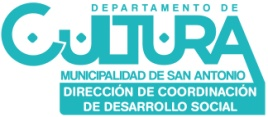 DEPARTAMENTO DE
CULTURA
MUNICIPALIDAD DE SAN ANTONIO
DIRECCIÓN DE COORDINACIÓN
DE DESARROLLO SOCIAL